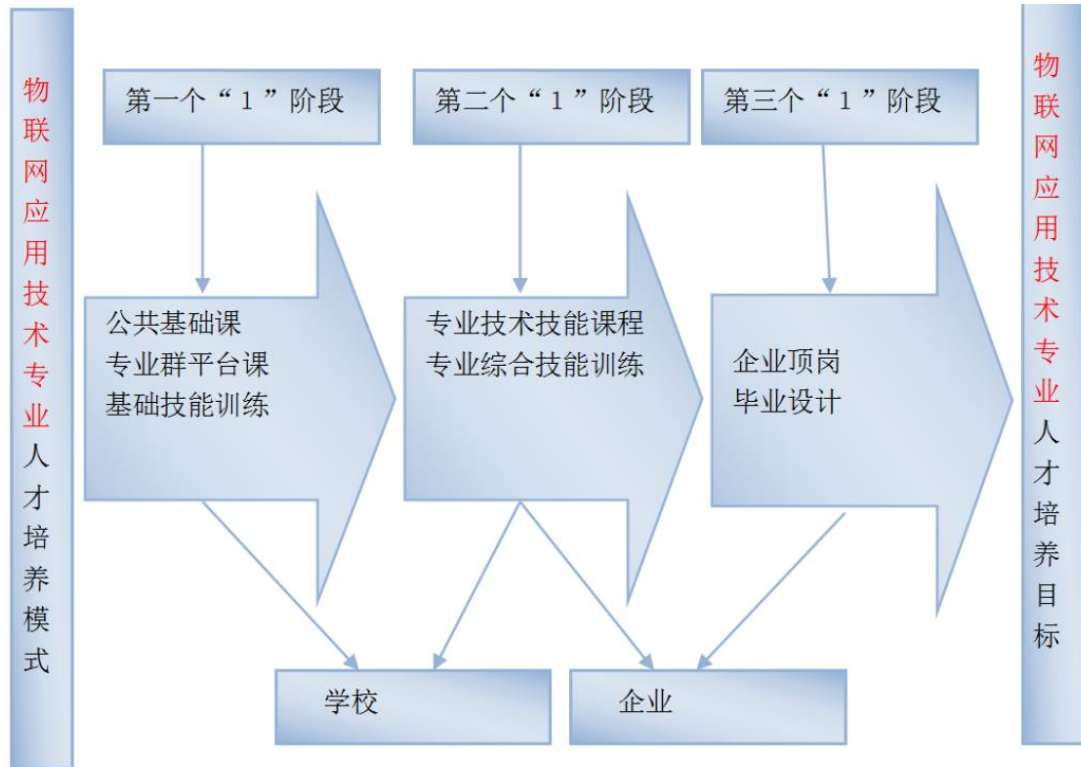 物联网应用技术专业人才培养模式
第一个“1”阶段
第二个“1”阶段
第三个“1”阶段
公共基础课
专业群平台课
基础技能训练
专业技术技能课程
专业综合技能训练
企业顶岗
毕业设计
学校
企业
物联网应用技术专业人才培养目标